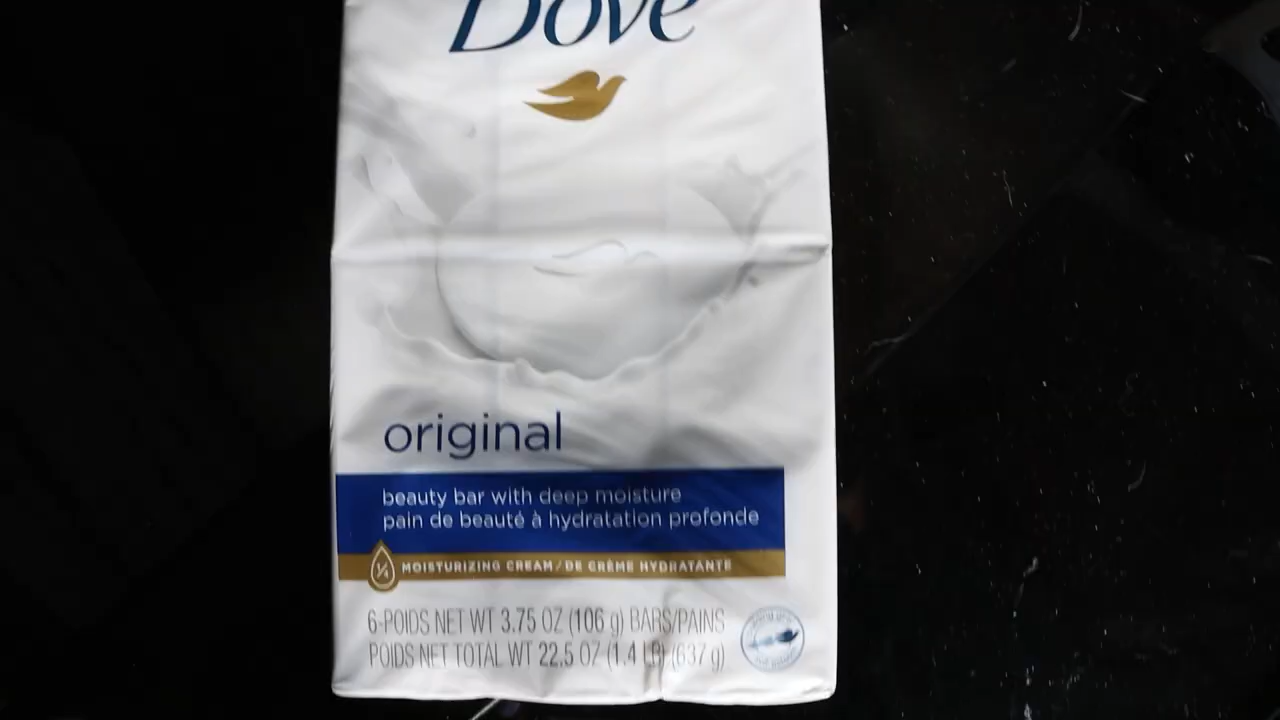 Dove
original
beauty bar with deep moisture
pain de beauté à hydratation profonde
1/4 MOISTURIZING CREAM/DE CRÈME HYDRATANTE
6-POIDS NET WT 3.75 OZ (106 g) BARS/PAINS
POIDS NET TOTAL WT 22.5 OZ (1.4 LB) (637 g)